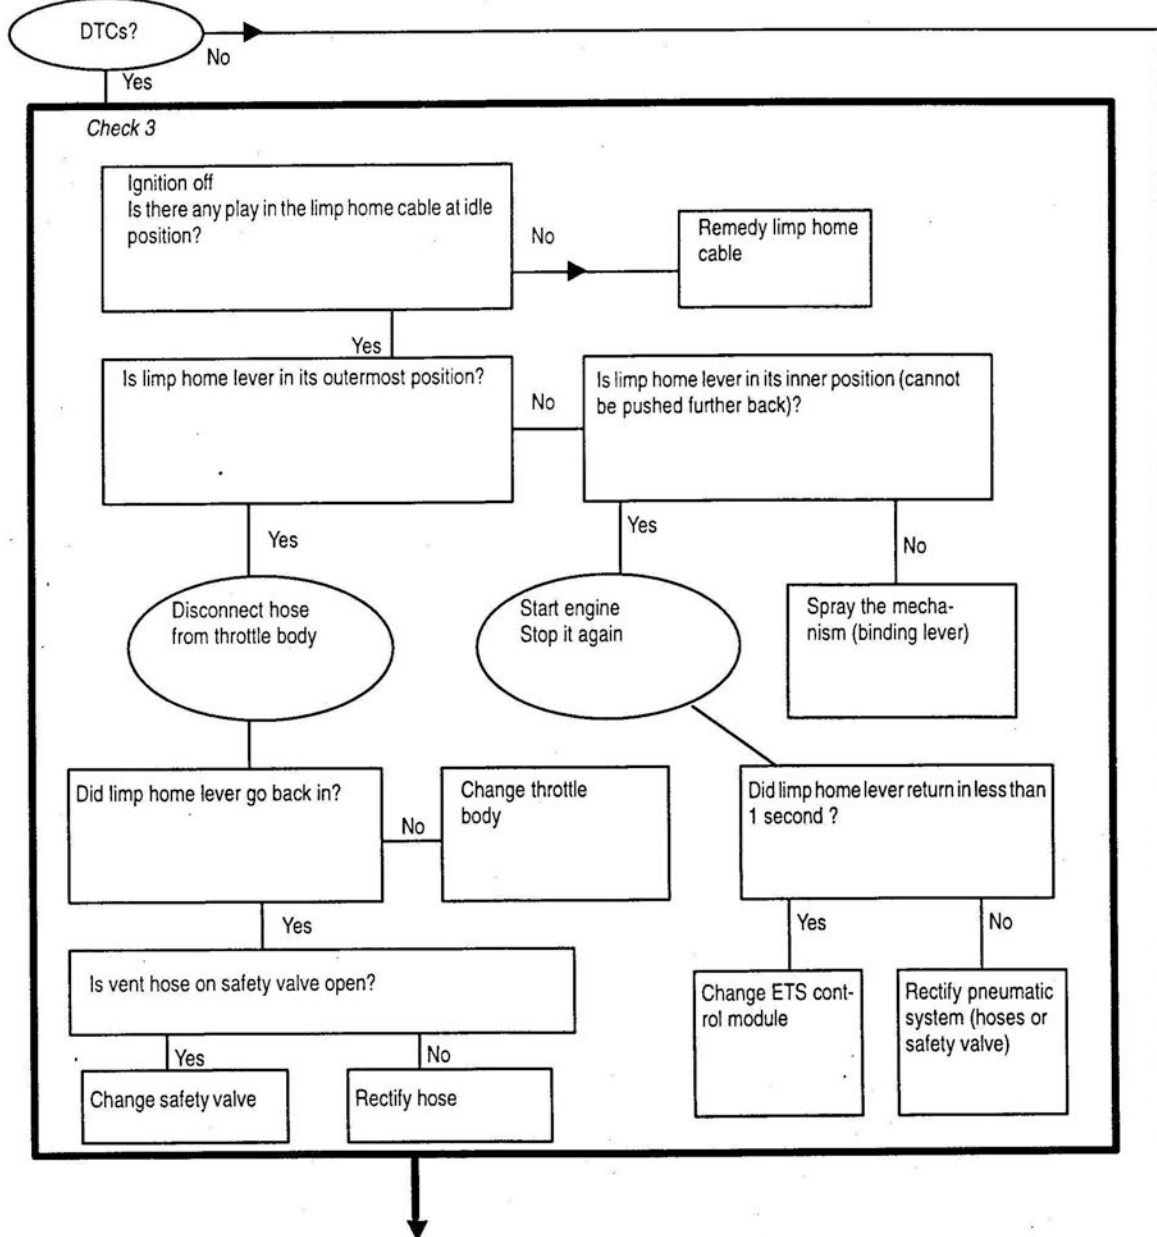 DTCs?
No
Yes
Check 3
Ignition off
Is there any play in the limp home cable at idle
position?
No
Remedy limp home
cable
Yes
Is limp home lever in its outermost position?
No
Is limp home lever in its inner position (cannot
be pushed further back)?
Yes
Yes
No
Disconnect hose
from throttle body
Start engine
Stop it again
Spray the mecha-
nism (binding lever)
Did limp home lever go back in?
No
Change throttle
body
Did limp home lever return in less than
1 second ?
Yes
Yes
No
Is vent hose on safety valve open?
Change ETS cont-
rol module
Rectify pneumatic
system (hoses or
safety valve)
Yes
No
Change safety valve
Rectify hose